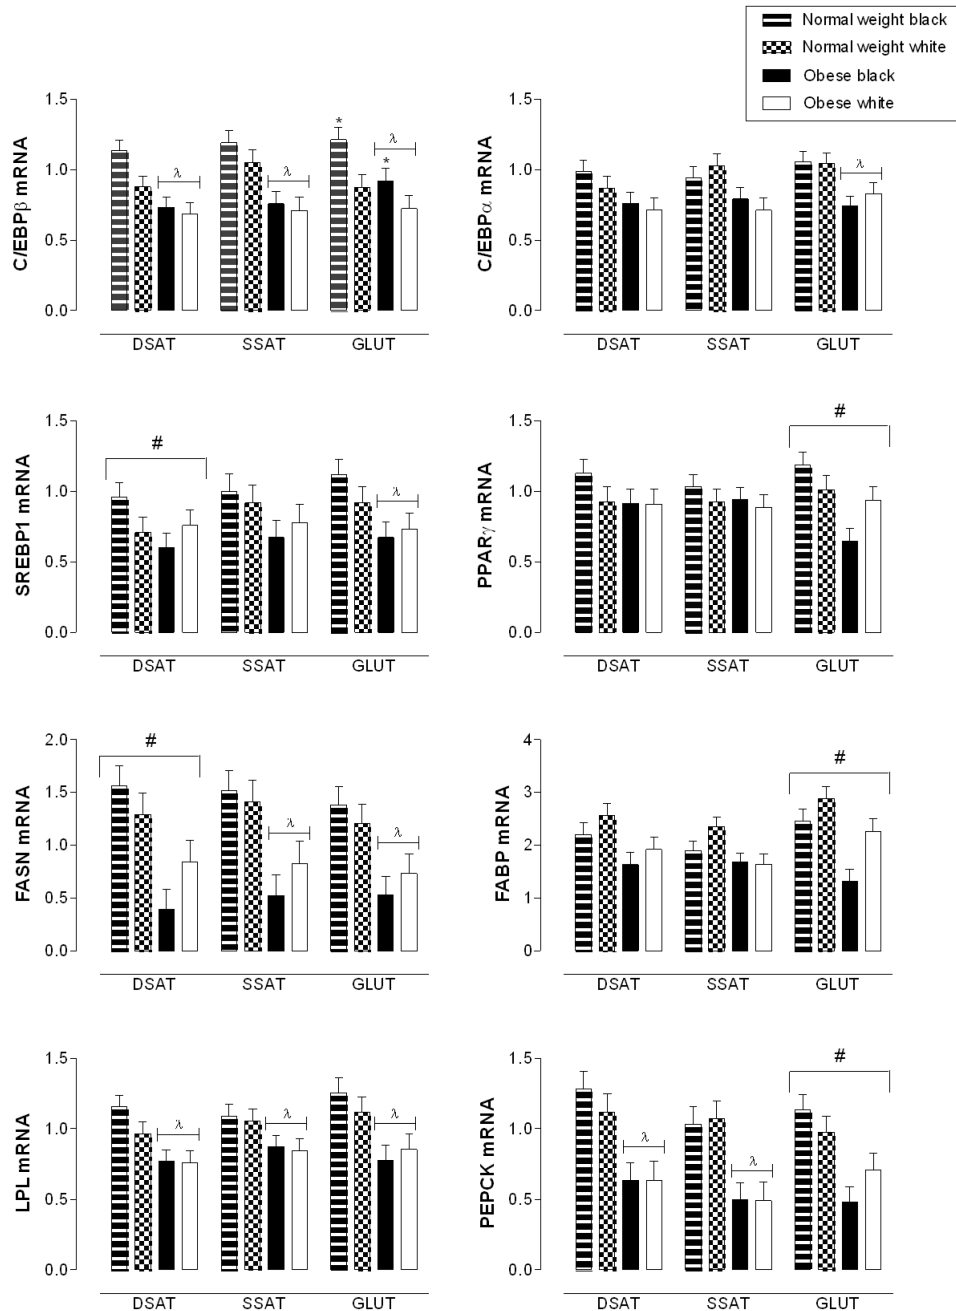 Normal weight black
Normal weight white
Obese black
Obese white
C/EBPβ mRNA
1.5
1.0
0.5
0.0
λ
λ
*
*
λ
DSAT SSAT GLUT
C/EBPα mRNA
1.5
1.0
0.5
0.0
λ
DSAT SSAT GLUT
SREBP1 mRNA
1.5
1.0
0.5
0.0
#
λ
DSAT SSAT GLUT
PPARγ mRNA
1.5
1.0
0.5
0.0
#
DSAT SSAT GLUT
FASN mRNA
2.0
1.5
1.0
0.5
0.0
#
λ
λ
DSAT SSAT GLUT
FABP mRNA
4
3
2
1
0
#
DSAT SSAT GLUT
LPL mRNA
1.5
1.0
0.5
0.0
λ
λ
λ
DSAT SSAT GLUT
PEPCK mRNA
1.5
1.0
0.5
0.0
λ
λ
#
DSAT SSAT GLUT